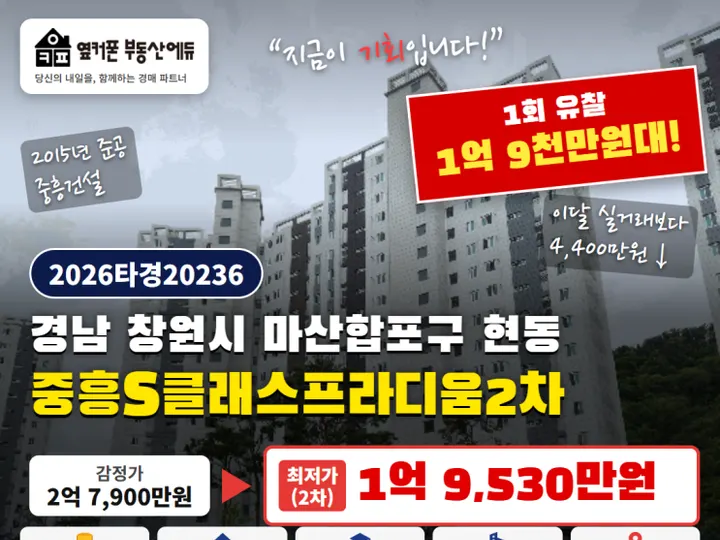 옆커폰 부동산에듀
당신의 내일을, 함께하는 경매 파트너
"지금이 기회입니다!"
1회 유찰
1억 9천만원대!
2015년 준공
중흥건설
이달 실거래보다
4,400만원↓
2026타경20236
경남 창원시 마산합포구 현동
중흥S클래스프라디움2차
감정가
2억 7,900만원
최저가
(2차)
1억 9,530만원